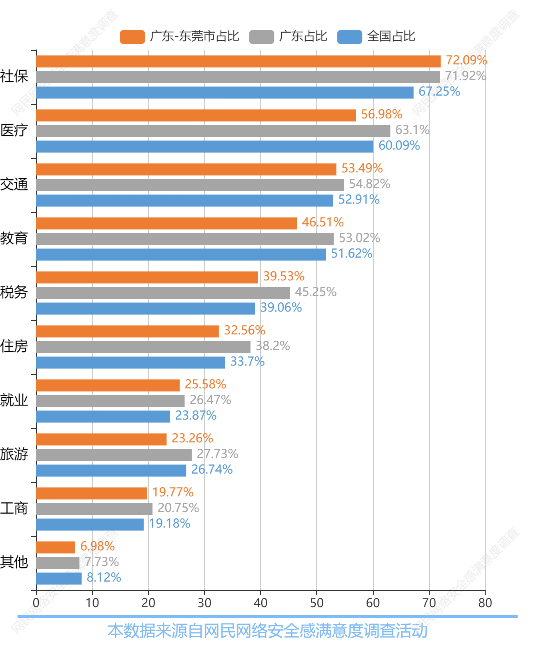 广东-东莞市占比 广东占比 全国占比
社保 72.09% 71.92% 67.25%
医疗 56.98% 63.1% 60.09%
交通 53.49% 54.82% 52.91%
教育 46.51% 53.02% 51.62%
税务 39.53% 45.25% 39.06%
住房 32.56% 38.2% 33.7%
就业 25.58% 26.47% 23.87%
旅游 23.26% 27.73% 26.74%
工商 19.77% 20.75% 19.18%
其他 6.98% 7.73% 8.12%
0 10 20 30 40 50 60 70 80
本数据来源自网民网络安全感满意度调查活动